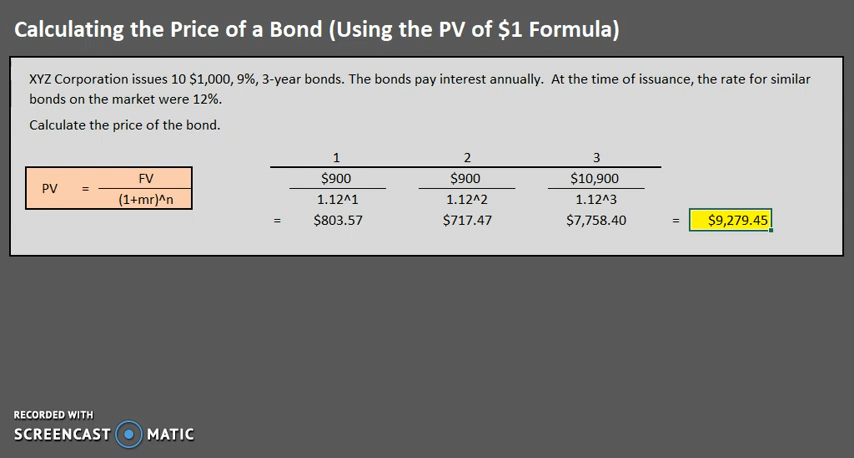 Calculating the Price of a Bond (Using the PV of $1 Formula)
XYZ Corporation issues 10 $1,000, 9%, 3-year bonds. The bonds pay interest annually. At the time of issuance, the rate for similar
bonds on the market were 12%.
Calculate the price of the bond.
1 2 3
PV = FV $900 $900 $10,900
(1+mr)^n 1.12^1 1.12^2 1.12^3
= $803.57 $717.47 $7,758.40 = $9,279.45
RECORDED WITH
SCREENCAST MATIC